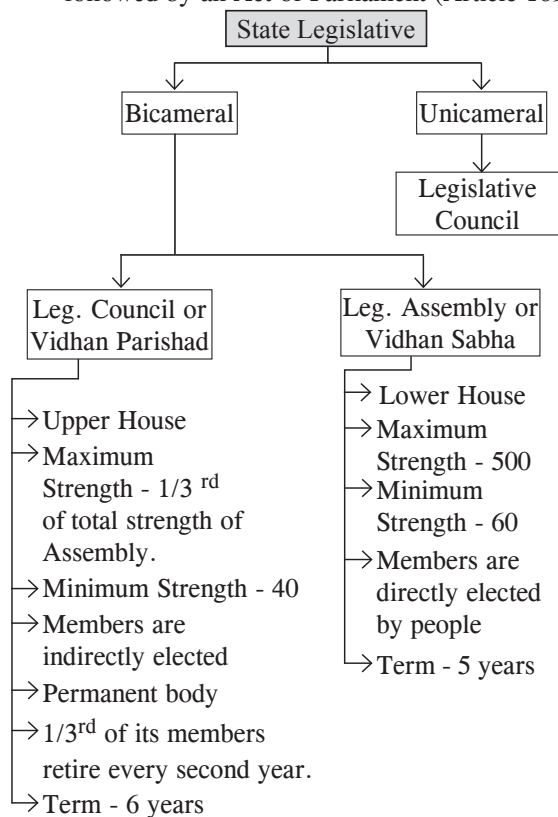 followed by an Act of Parliament (Article 169
State Legislative
Bicameral
Unicameral
Legislative
Council
Leg. Council or
Vidhan Parishad
Upper House
Maximum
Strength - 1/3 rd
of total strength of
Assembly.
Minimum Strength - 40
Members are
indirectly elected
Permanent body
1/3rd of its members
retire every second year.
Term - 6 years
Leg. Assembly or
Vidhan Sabha
Lower House
Maximum
Strength - 500
Minimum
Strength - 60
Members are
directly elected
by people
Term - 5 years